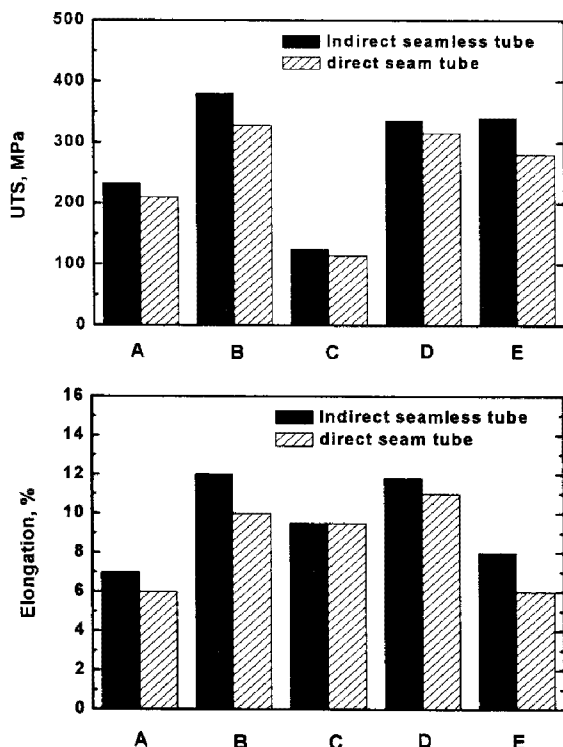 500
400
300
200
100
0
UTS, MPa
Indirect seamless tube
direct seam tube
A B C D E
16
14
12
10
8
6
4
2
0
Elongation, %
Indirect seamless tube
direct seam tube
A B C D E